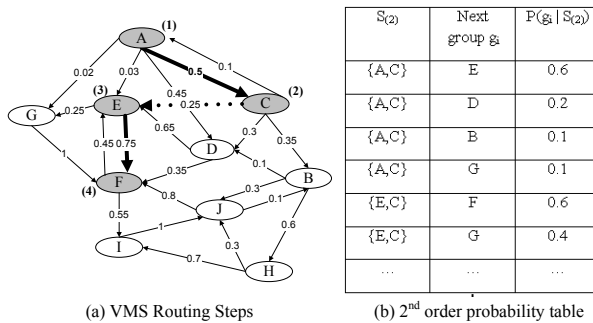 (1)
A
0.1
0.5
0.02
0.03
0.45
(3)
(2)
E
0.25
C
G
0.25
0.65
0.3
0.35
1
0.45
0.75
D
0.35
0.1
B
(4)
F
0.8
0.3
J
0.1
0.55
0.6
1
I
0.3
0.7
H
(a) VMS Routing Steps
S(2) Next group gi P(gi | S(2))
{A,C} E 0.6
{A,C} D 0.2
{A,C} B 0.1
{A,C} G 0.1
{E,C} F 0.6
{E,C} G 0.4
... ... ...
(b) 2nd order probability table